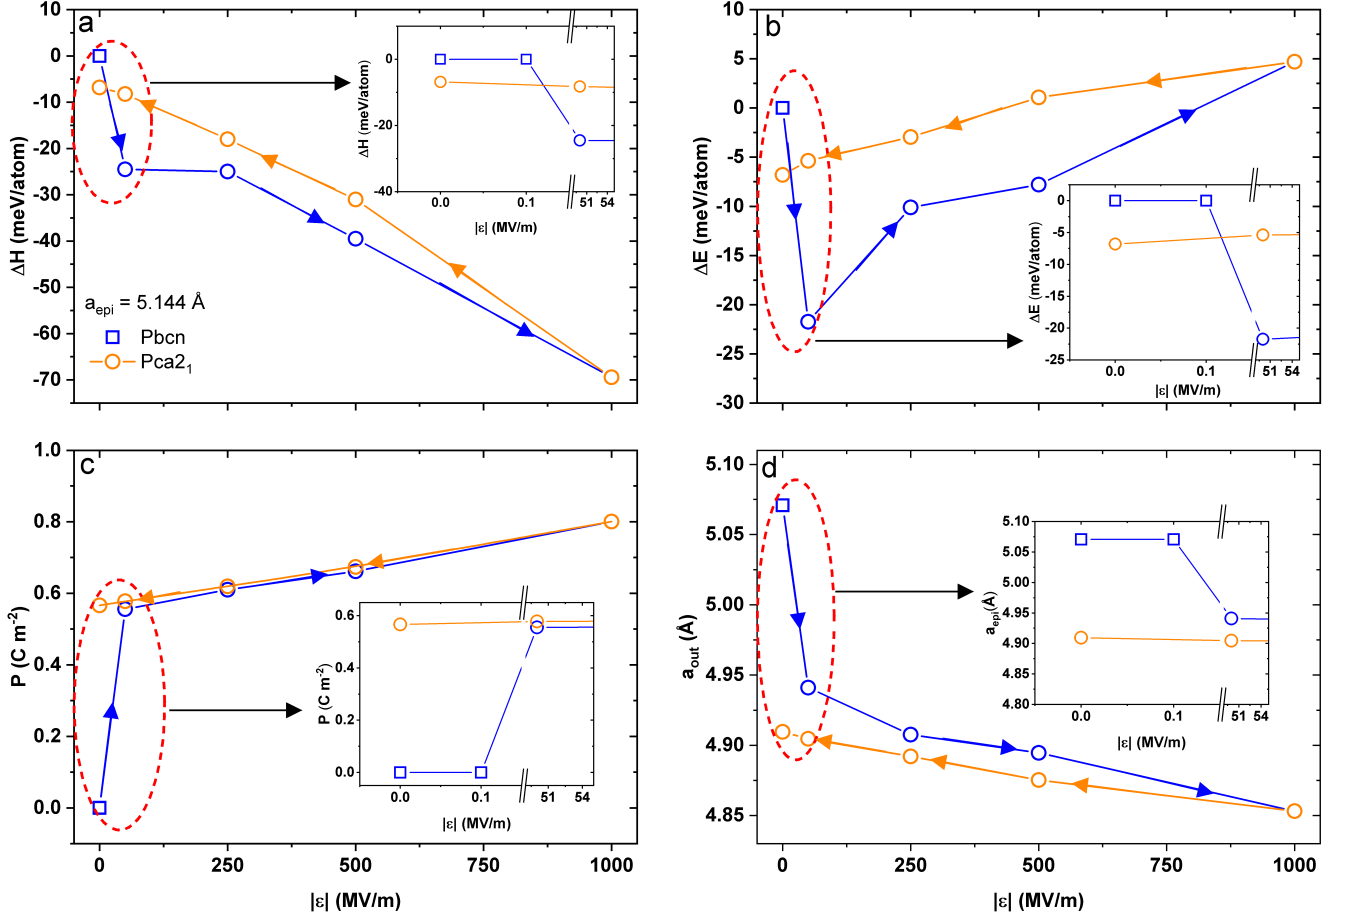 a
ΔH (meV/atom)
0
-10
-20
-30
-40
-50
-60
-70
a_epi = 5.144 Å
Pbcn
Pca2₁
ΔH (meV/atom)
0
-20
-40
0.0 0.1 51 54
|ε| (MV/m)
b
ΔE (meV/atom)
10
5
0
-5
-10
-15
-20
-25
-30
ΔE (meV/atom)
0
-5
-10
-15
-20
-25
0.0 0.1 51 54
|ε| (MV/m)
c
P (C m⁻²)
1.0
0.8
0.6
0.4
0.2
0.0
0 250 500 750 1000
|ε| (MV/m)
P (C m⁻²)
0.6
0.4
0.2
0.0
0.0 0.1 51 54
|ε| (MV/m)
d
a_out (Å)
5.10
5.05
5.00
4.95
4.90
4.85
0 250 500 750 1000
|ε| (MV/m)
a_epi(Å)
5.10
5.05
5.00
4.95
4.90
4.85
4.80
0.0 0.1 51 54
|ε| (MV/m)